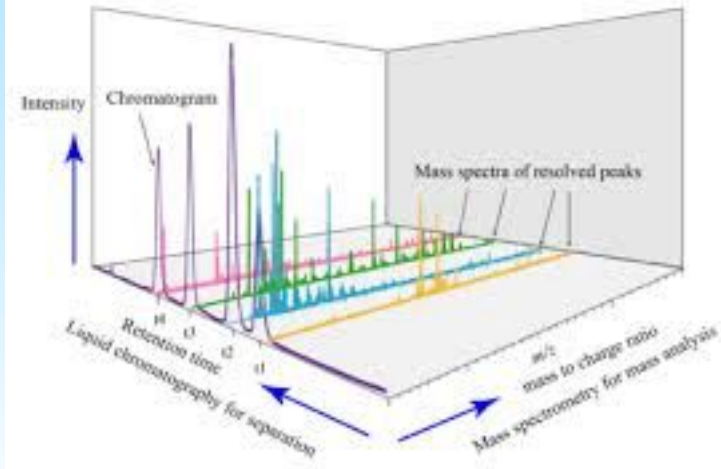 Intensity
Chromatogram
Mass spectra of resolved peaks
t4
t3
t2
t1
Retention time
Liquid chromatography for separation
m/z
mass to charge ratio
Mass spectrometry for mass analysis